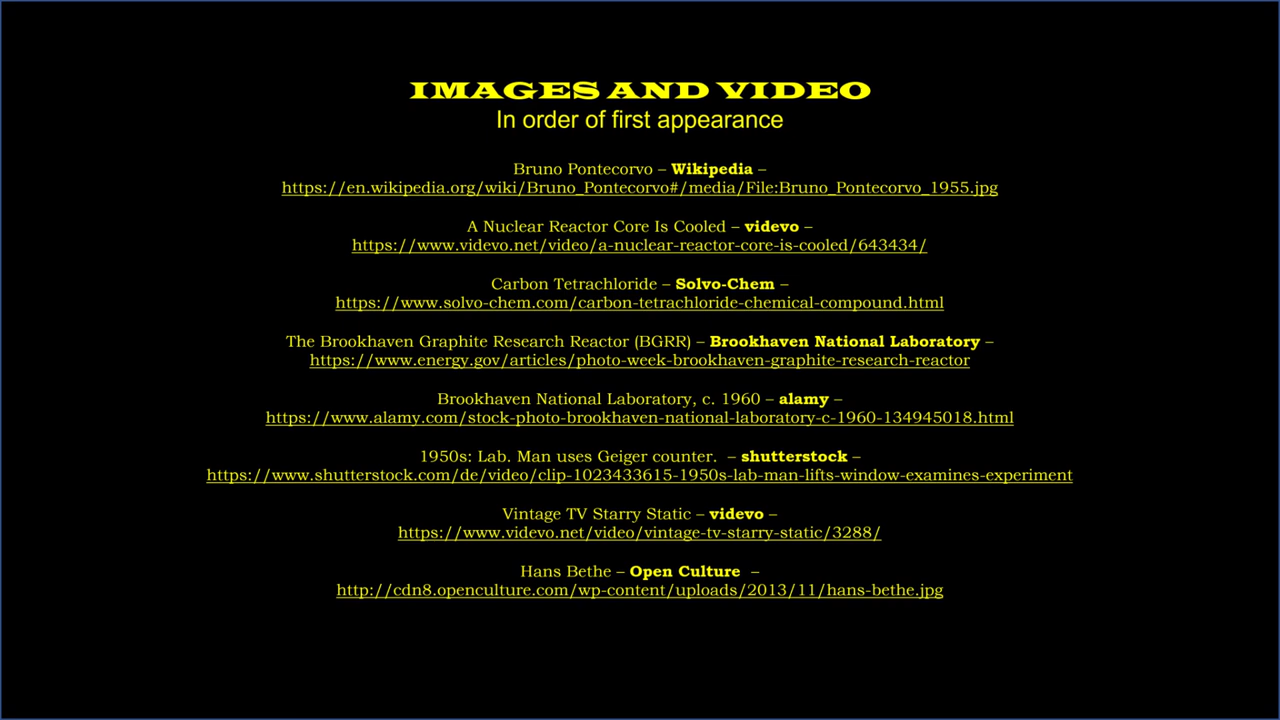 IMAGES AND VIDEO
In order of first appearance
Bruno Pontecorvo – Wikipedia –
https://en.wikipedia.org/wiki/Bruno_Pontecorvo#/media/File:Bruno_Pontecorvo_1955.jpg
A Nuclear Reactor Core Is Cooled – videvo –
https://www.videvo.net/video/a-nuclear-reactor-core-is-cooled/643434/
Carbon Tetrachloride – Solvo-Chem –
https://www.solvo-chem.com/carbon-tetrachloride-chemical-compound.html
The Brookhaven Graphite Research Reactor (BGRR) – Brookhaven National Laboratory –
https://www.energy.gov/articles/photo-week-brookhaven-graphite-research-reactor
Brookhaven National Laboratory, c. 1960 – alamy –
https://www.alamy.com/stock-photo-brookhaven-national-laboratory-c-1960-134945018.html
1950s: Lab. Man uses Geiger counter.  – shutterstock –
https://www.shutterstock.com/de/video/clip-1023433615-1950s-lab-man-lifts-window-examines-experiment
Vintage TV Starry Static – videvo –
https://www.videvo.net/video/vintage-tv-starry-static/3288/
Hans Bethe – Open Culture  –
http://cdn8.openculture.com/wp-content/uploads/2013/11/hans-bethe.jpg